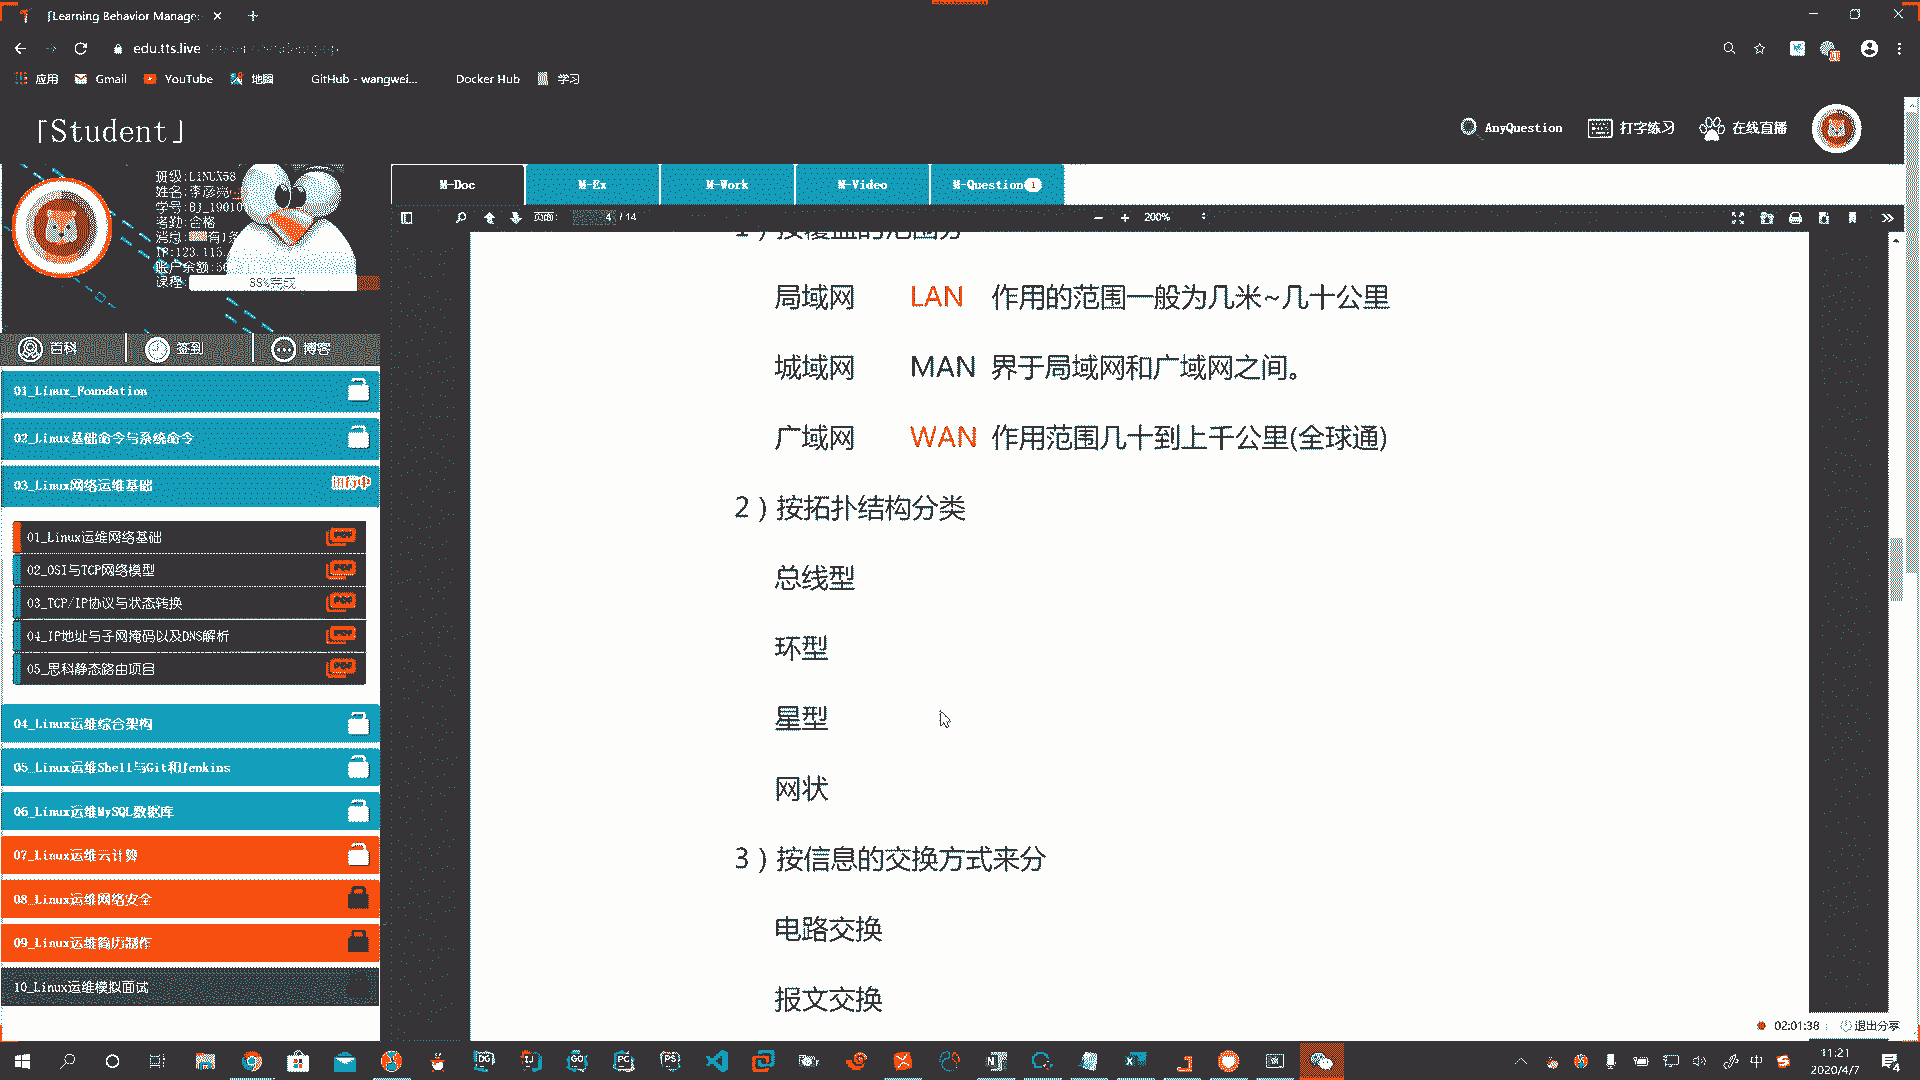 「Learning Behavior Manage
edu.tts.live
应用
Gmail
YouTube
地图
GitHub - wangwei...
Docker Hub
学习
「Student」
AnyQuestion
打字练习
在线直播
班级:LINUX58
姓名:李彦亮
学号:BJ_19010
考勤:合格
消息: 有1条
IP:123.115.
账户余额:
课程:
88%完成
百科
签到
博客
M-Doc
M-Ex
M-Work
M-Video
M-Question 1
页面:
4 / 14
200%
01_Linux_Foundation
02_Linux基础命令与系统命令
03_Linux网络运维基础
进行中
01_Linux运维网络基础
02_OSI与TCP网络模型
03_TCP/IP协议与状态转换
04_IP地址与子网掩码以及DNS解析
05_思科静态路由项目
04_Linux运维综合架构
05_Linux运维Shell与Git和Jenkins
06_Linux运维MySQL数据库
07_Linux运维云计算
08_Linux运维网络安全
09_Linux运维简历制作
10_Linux运维模拟面试
1）按覆盖的范围分
局域网 LAN 作用的范围一般为几米~几十公里
城域网 MAN 界于局域网和广域网之间。
广域网 WAN 作用范围几十到上千公里(全球通)
2）按拓扑结构分类
总线型
环型
星型
网状
3）按信息的交换方式来分
电路交换
报文交换
02:01:38
退出分享
中
11:21
2020/4/7